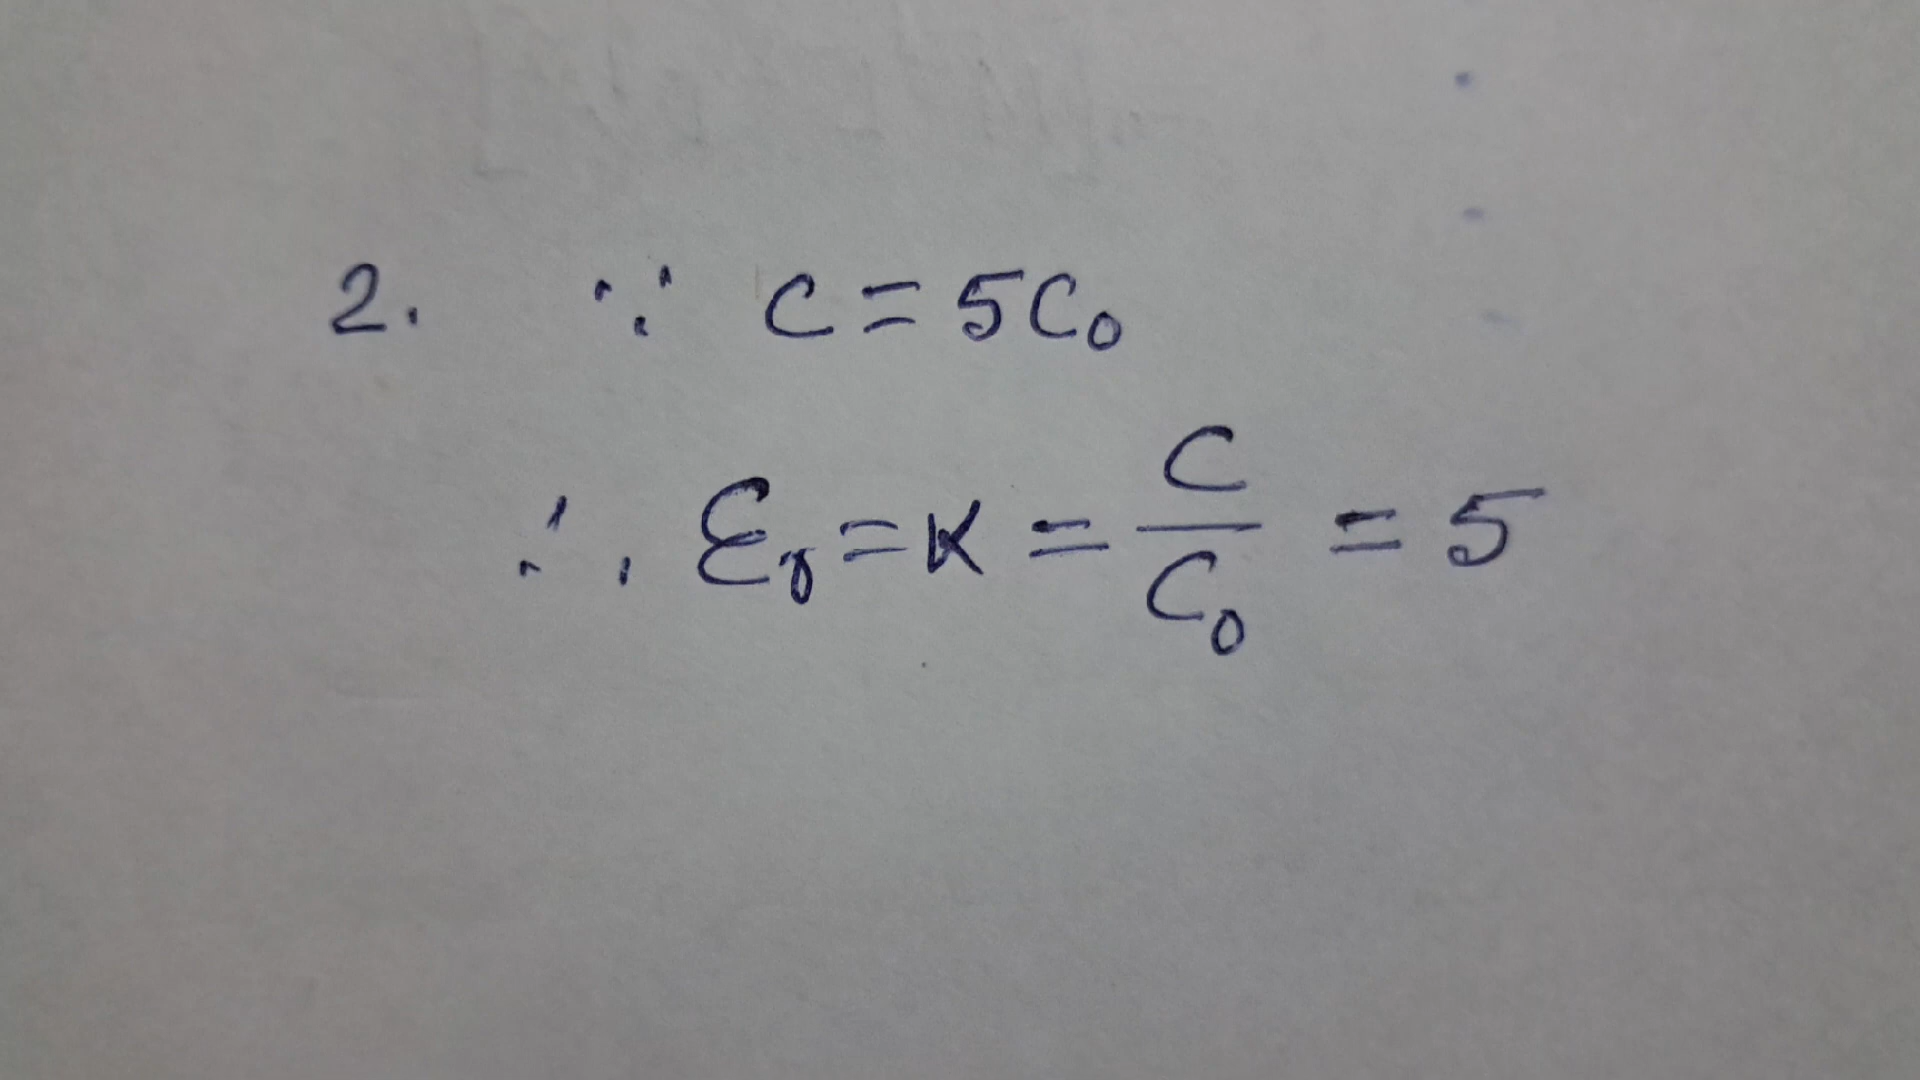 2. ∵ C = 5C₀
∴ εᵣ = K = C/C₀ = 5